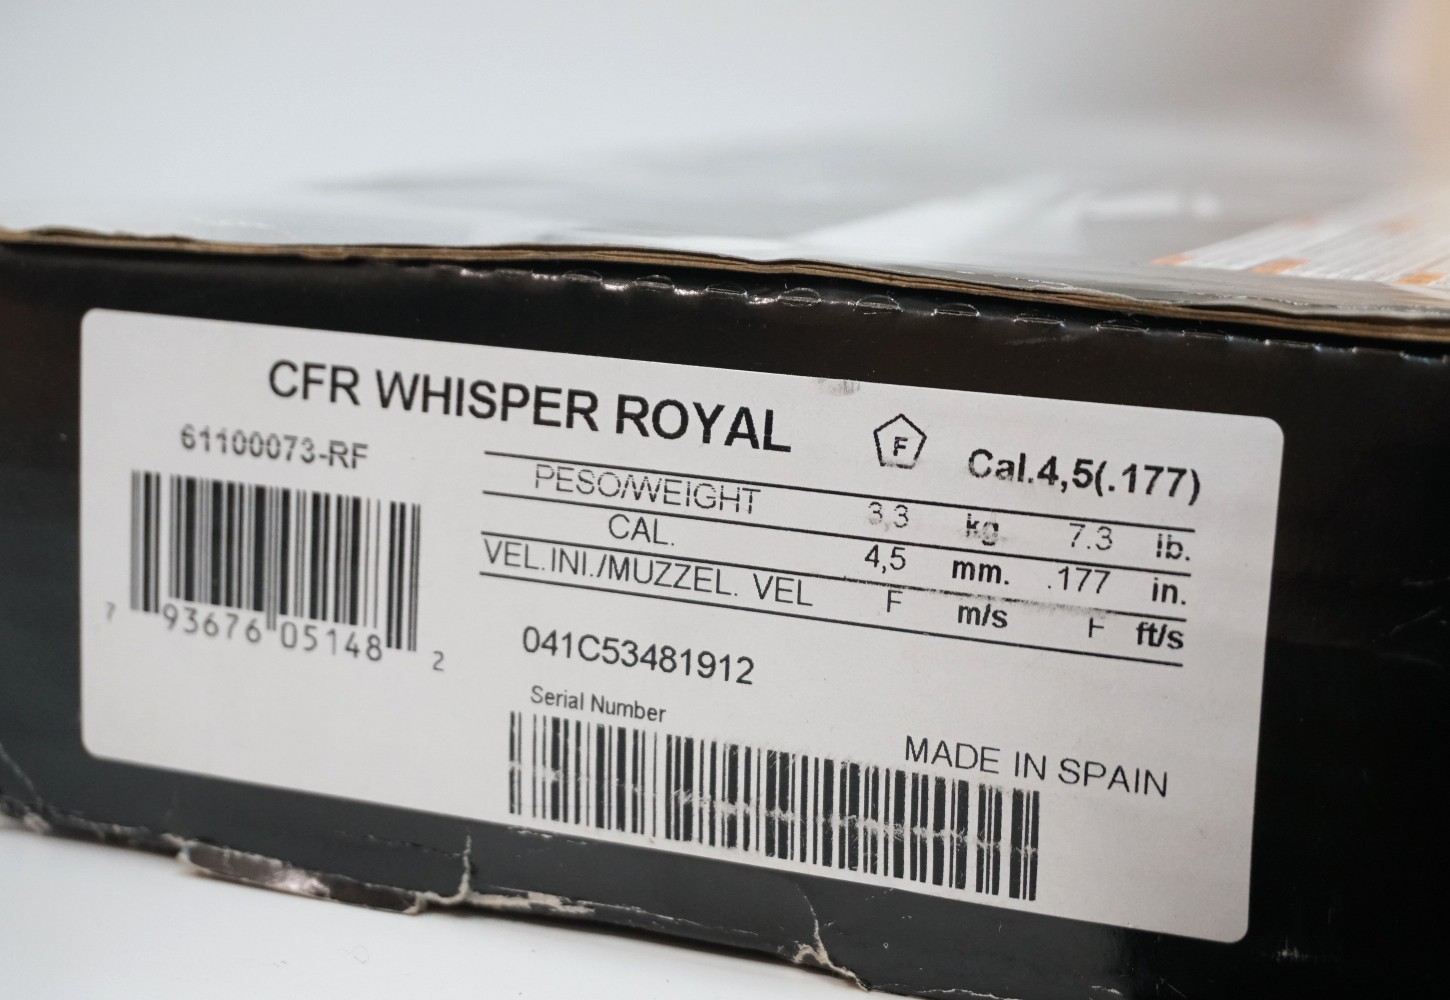 CFR WHISPER ROYAL
F
Cal.4,5(.177)
61100073-RF
PESO/WEIGHT 3,3 kg 7.3 lb.
CAL. 4,5 mm. .177 in.
VEL.INI./MUZZEL. VEL F m/s F ft/s
7 93676 05148 2
041C53481912
Serial Number
MADE IN SPAIN